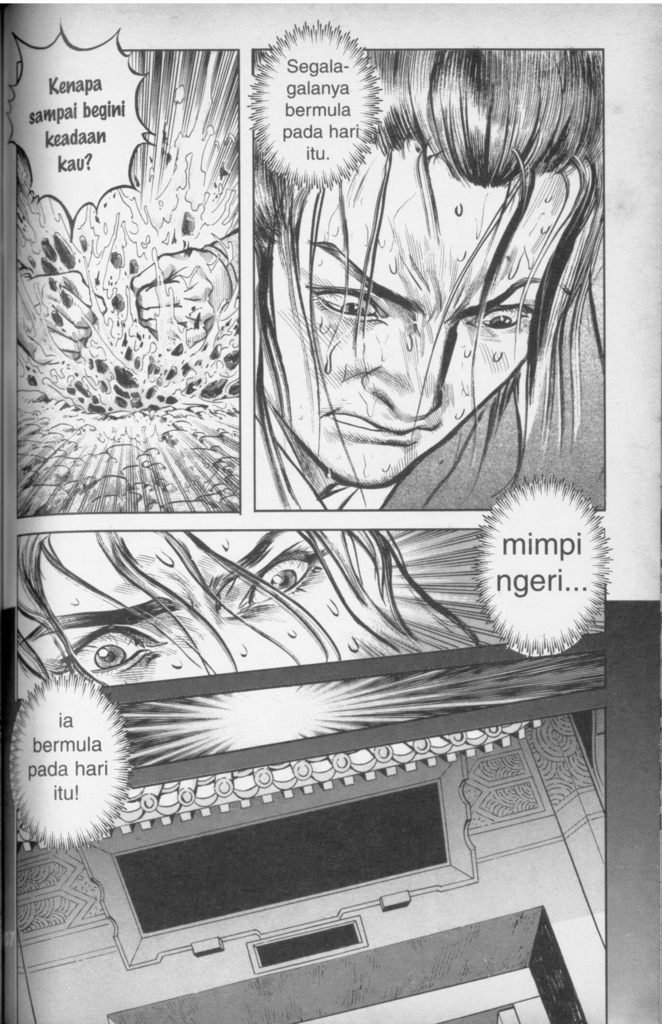 Kenapa
sampai begini
keadaan
kau?
Segala-
galanya
bermula
pada hari
itu.
mimpi
ngeri...
ia
bermula
pada hari
itu!